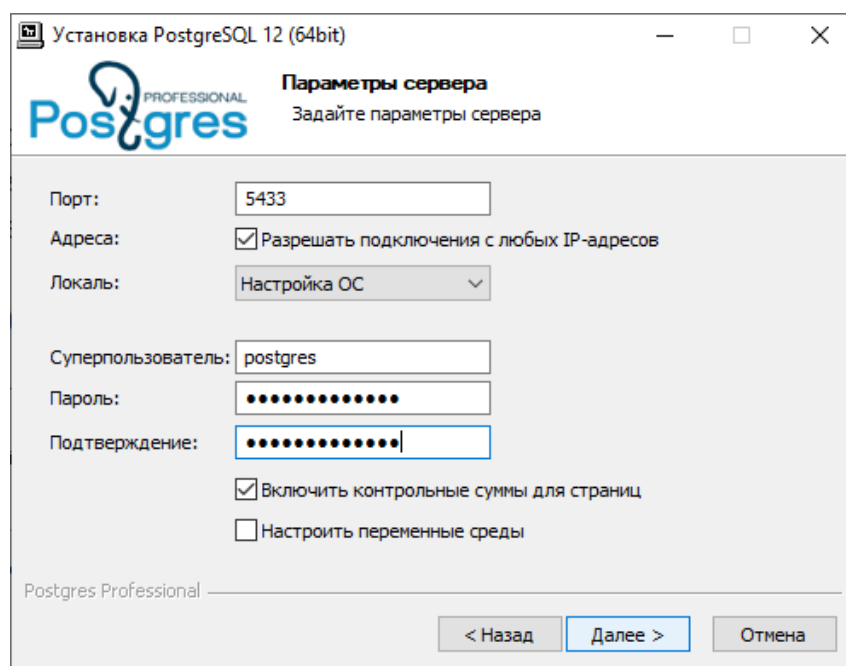 Установка PostgreSQL 12 (64bit)
PROFESSIONAL
Postgres
Параметры сервера
Задайте параметры сервера
Порт: 5433
Адреса: Разрешать подключения с любых IP-адресов
Локаль: Настройка ОС
Суперпользователь: postgres
Пароль: •••••••••••••
Подтверждение: •••••••••••••
Включить контрольные суммы для страниц
Настроить переменные среды
Postgres Professional
< Назад Далее > Отмена